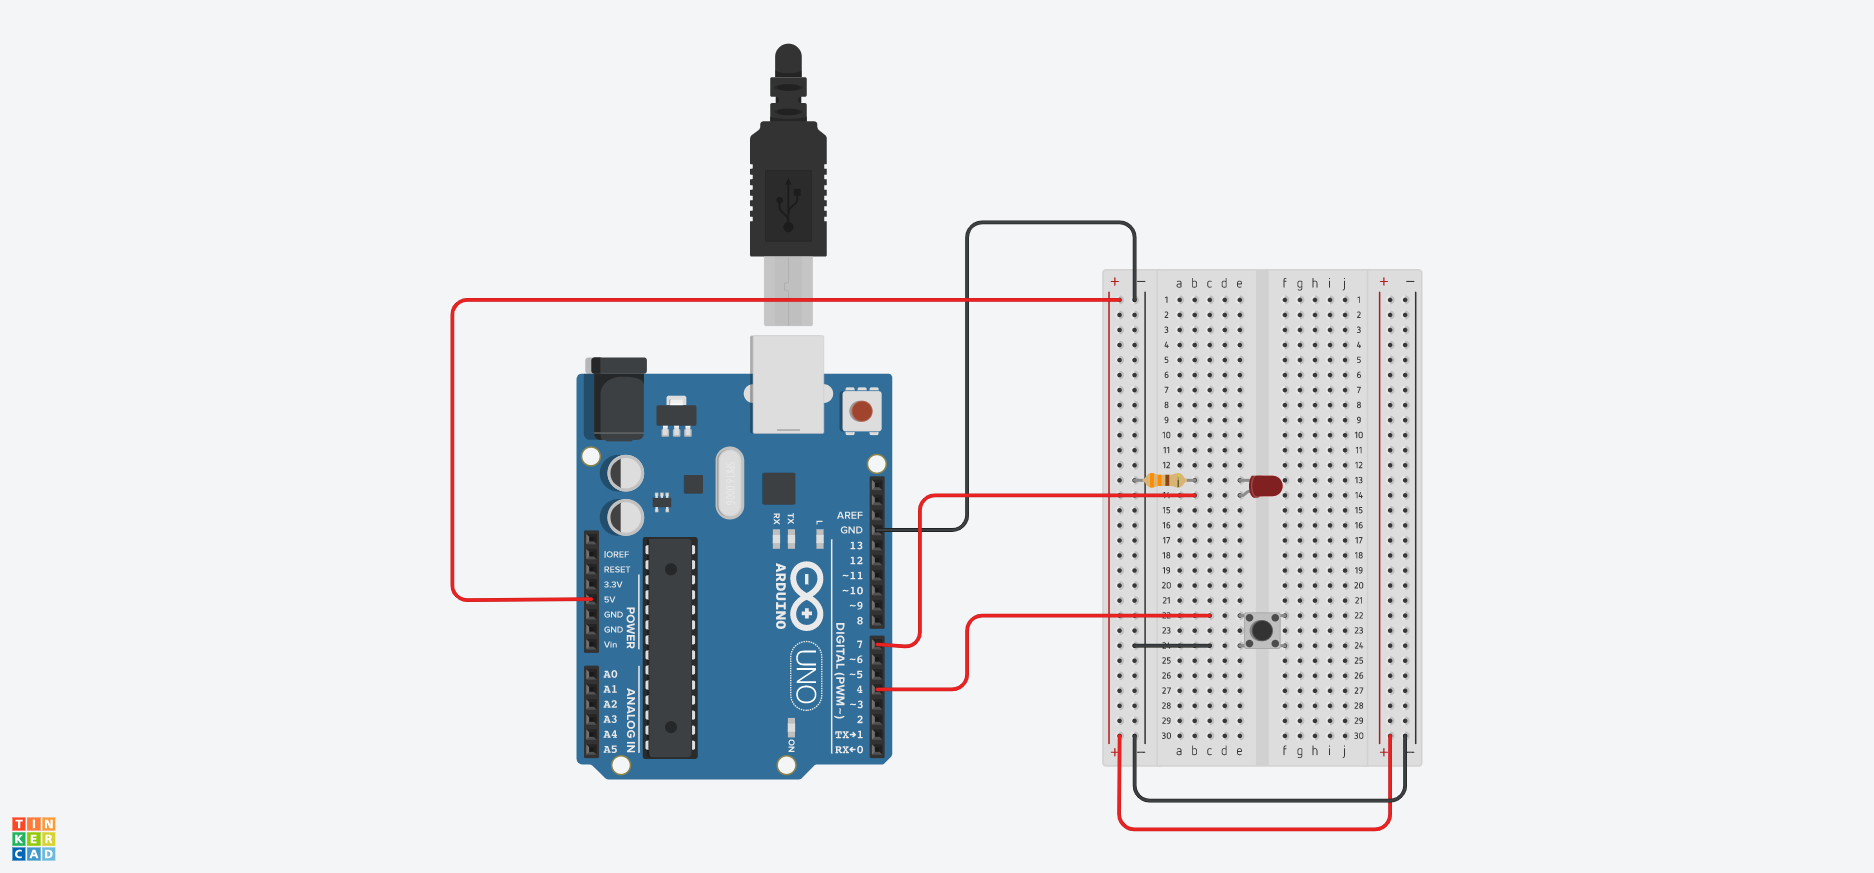 AREF
GND
13
12
~11
~10
~9
8
7
~6
~5
4
~3
2
TX→1
RX←0
DIGITAL (PWM~)
IOREF
RESET
3.3V
5V
GND
GND
Vin
POWER
A0
A1
A2
A3
A4
A5
ANALOG IN
RX
TX
L
ARDUINO
UNO
ON
+ − a b c d e f g h i j + −
1 1
2 2
3 3
4 4
5 5
6 6
7 7
8 8
9 9
10 10
11 11
12 12
13
14
15 15
16 16
17 17
18 18
19 19
20 20
21 21
22 22
23 23
24 24
25 25
26 26
27 27
28 28
29 29
30 30
+ − a b c d e f g h i j + −
TIN
KER
CAD